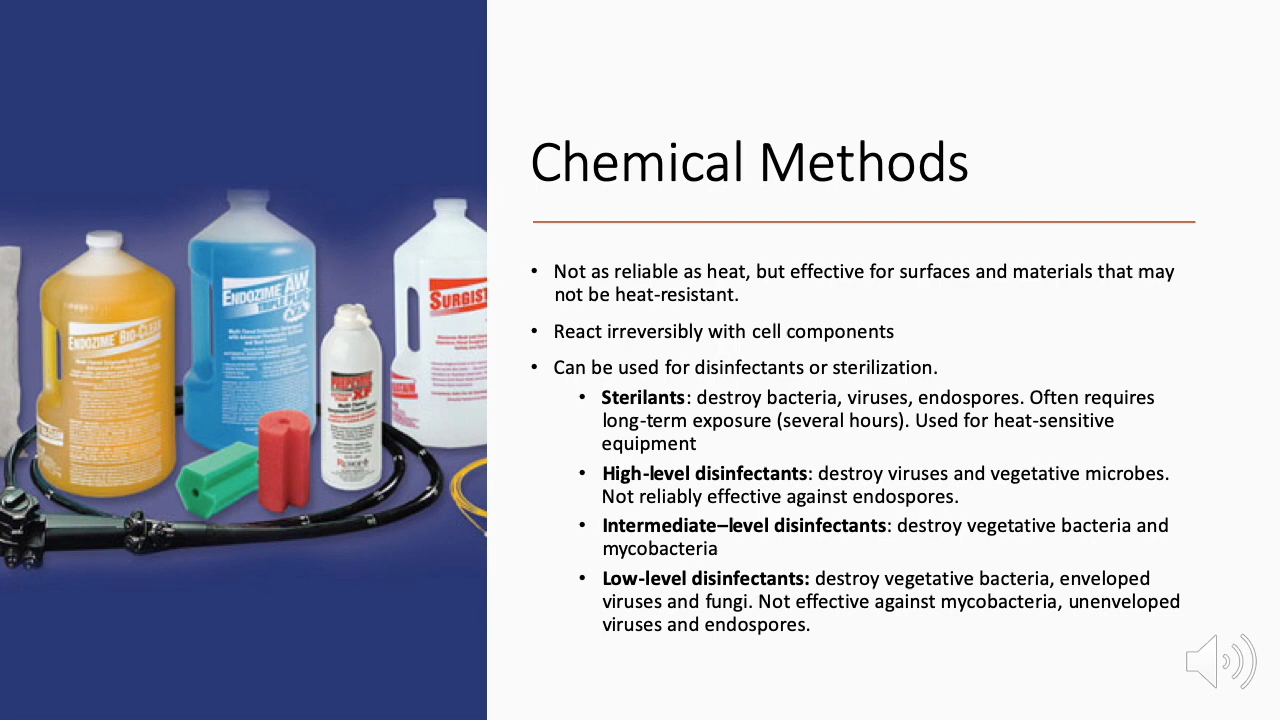 Chemical Methods
• Not as reliable as heat, but effective for surfaces and materials that may
not be heat-resistant.
• React irreversibly with cell components
• Can be used for disinfectants or sterilization.
• Sterilants: destroy bacteria, viruses, endospores. Often requires
long-term exposure (several hours). Used for heat-sensitive
equipment
• High-level disinfectants: destroy viruses and vegetative microbes.
Not reliably effective against endospores.
• Intermediate–level disinfectants: destroy vegetative bacteria and
mycobacteria
• Low-level disinfectants: destroy vegetative bacteria, enveloped
viruses and fungi. Not effective against mycobacteria, unenveloped
viruses and endospores.
ENDOZIME BIO-CLEAN
ENDOZIME AW
TRIPLE PLUS
SURGIST